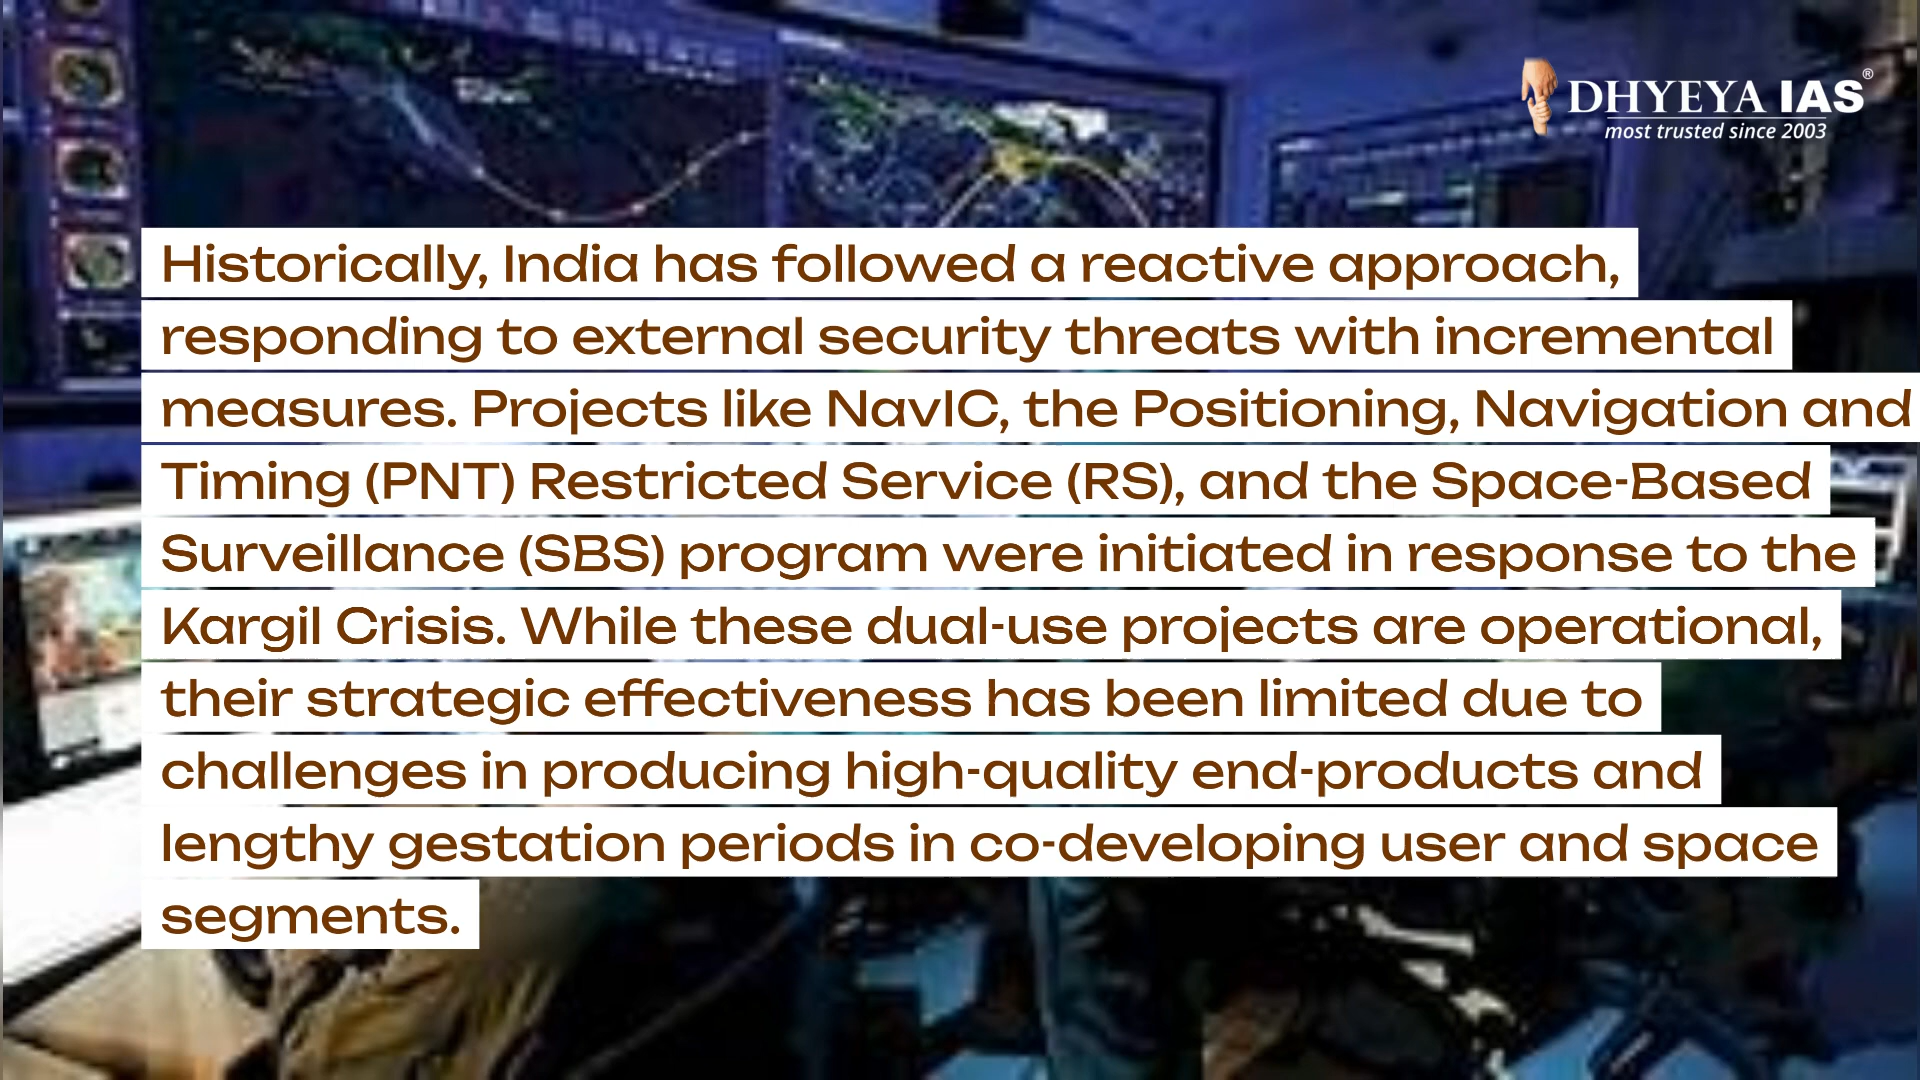 DHYEYA IAS®
most trusted since 2003
Historically, India has followed a reactive approach,
responding to external security threats with incremental
measures. Projects like NavIC, the Positioning, Navigation and
Timing (PNT) Restricted Service (RS), and the Space-Based
Surveillance (SBS) program were initiated in response to the
Kargil Crisis. While these dual-use projects are operational,
their strategic effectiveness has been limited due to
challenges in producing high-quality end-products and
lengthy gestation periods in co-developing user and space
segments.